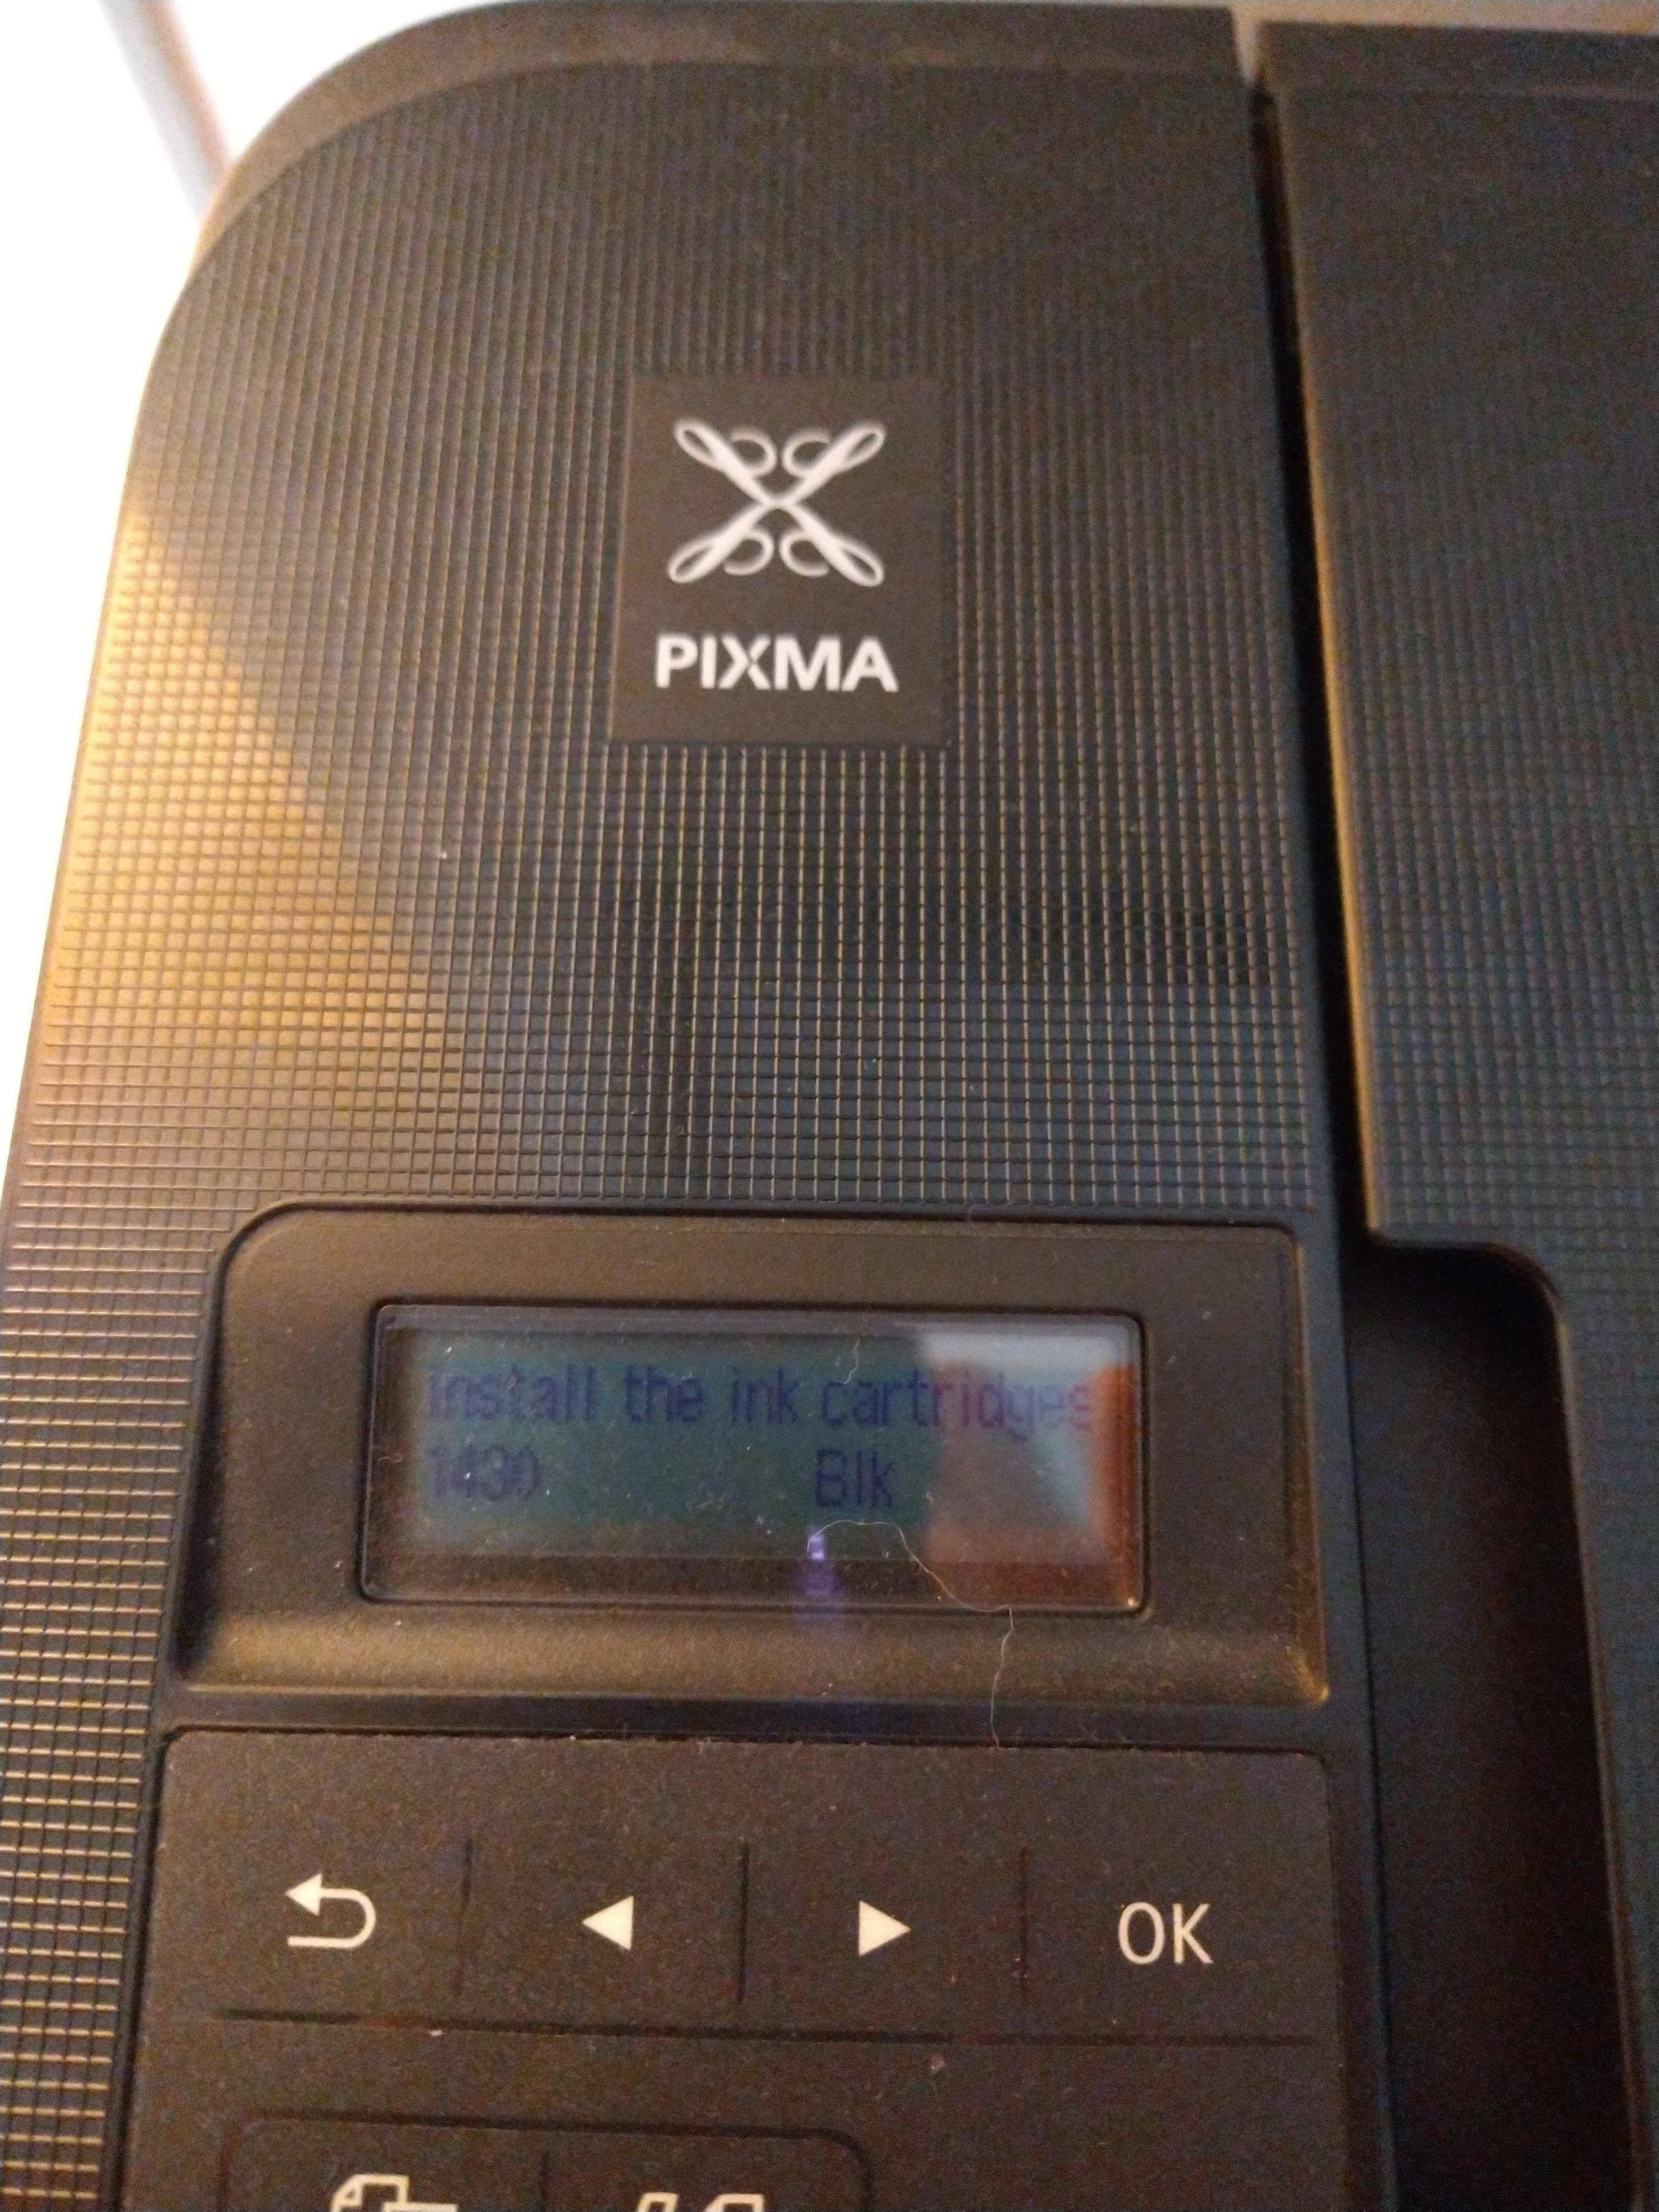 PIXMA
Install the ink cartridges
1430 Blk
OK